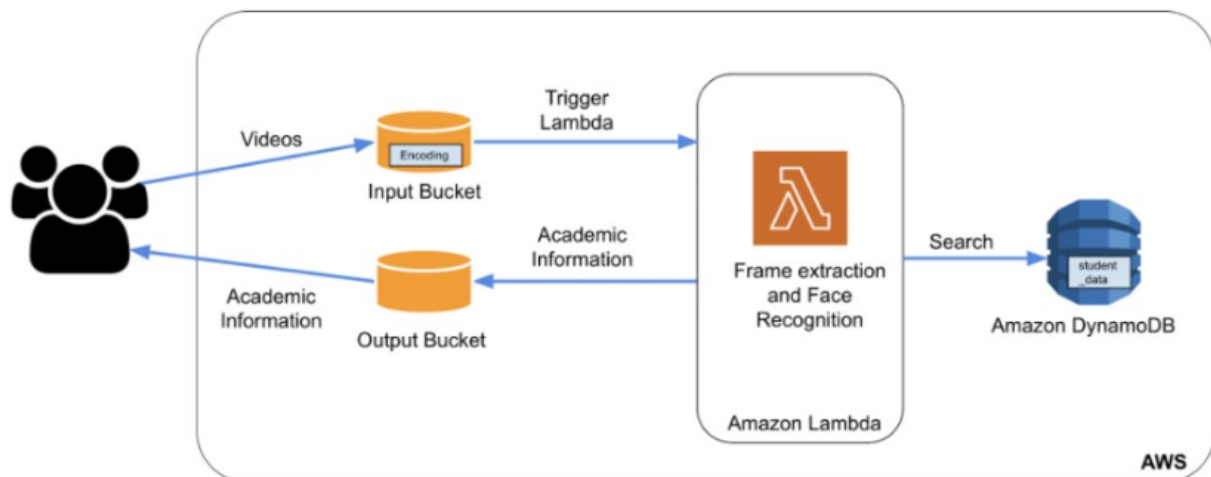 Videos
Encoding
Input Bucket
Trigger
Lambda
Academic
Information
Output Bucket
Academic
Information
Frame extraction
and Face
Recognition
Amazon Lambda
Search
student
_data
Amazon DynamoDB
AWS